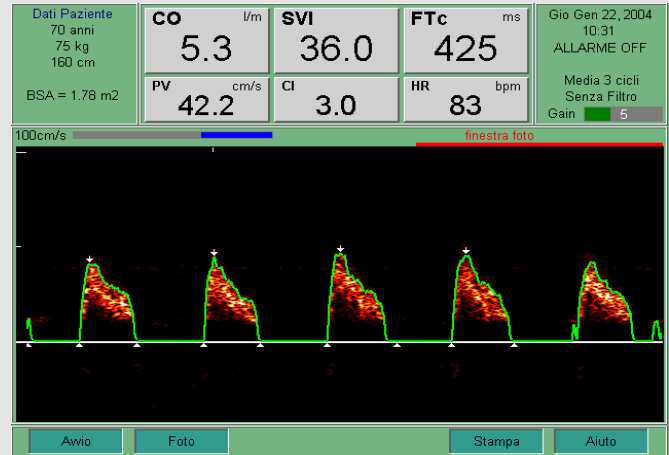 Dati Paziente
70 anni
75 kg
160 cm
BSA = 1.78 m2
CO l/m
5.3
SVI
36.0
FTc ms
425
PV cm/s
42.2
CI
3.0
HR bpm
83
Gio Gen 22, 2004
10:31
ALLARME OFF
Media 3 cicli
Senza Filtro
Gain 5
100cm/s
finestra foto
Avvio
Foto
Stampa
Aiuto